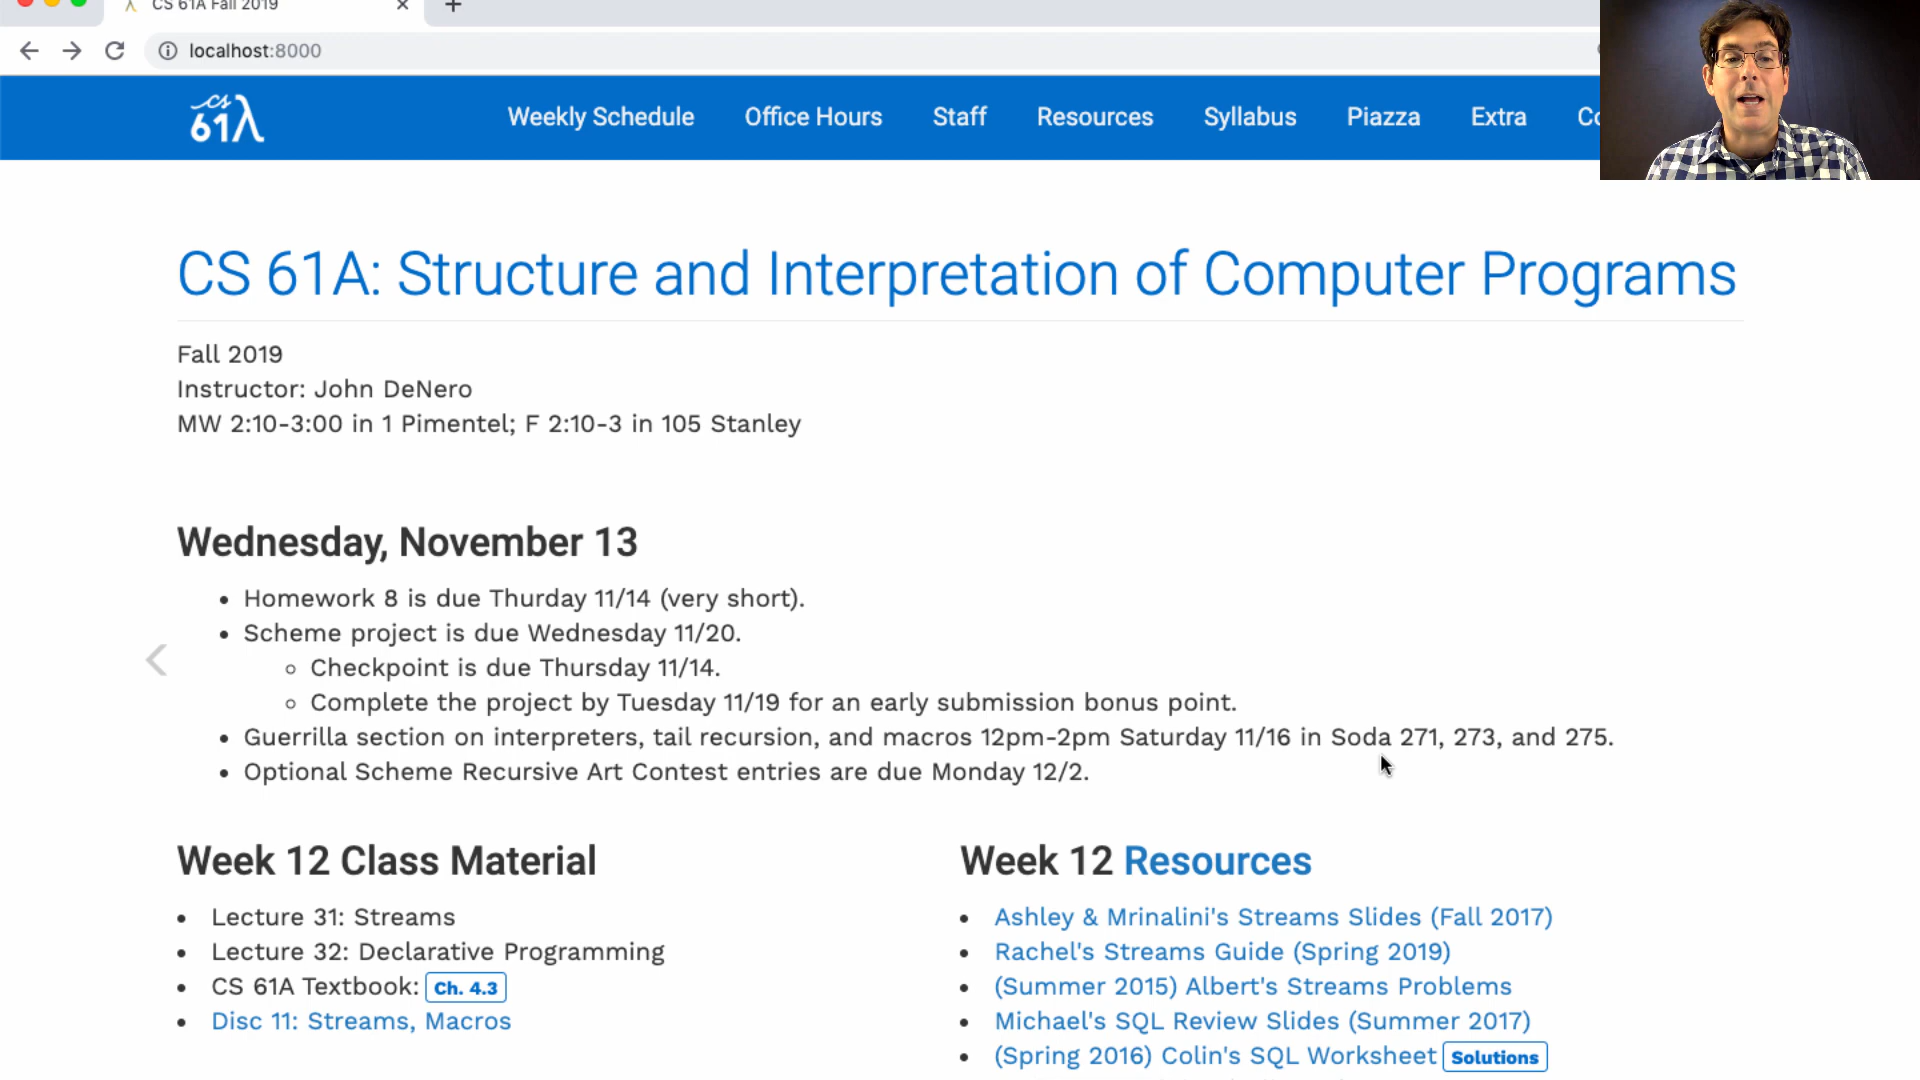 CS 61A Fall 2019
localhost:8000
cs
61λ
Weekly Schedule Office Hours Staff Resources Syllabus Piazza Extra
CS 61A: Structure and Interpretation of Computer Programs
Fall 2019
Instructor: John DeNero
MW 2:10-3:00 in 1 Pimentel; F 2:10-3 in 105 Stanley
Wednesday, November 13
Homework 8 is due Thurday 11/14 (very short).
Scheme project is due Wednesday 11/20.
Checkpoint is due Thursday 11/14.
Complete the project by Tuesday 11/19 for an early submission bonus point.
Guerrilla section on interpreters, tail recursion, and macros 12pm-2pm Saturday 11/16 in Soda 271, 273, and 275.
Optional Scheme Recursive Art Contest entries are due Monday 12/2.
Week 12 Class Material
Lecture 31: Streams
Lecture 32: Declarative Programming
CS 61A Textbook: Ch. 4.3
Disc 11: Streams, Macros
Week 12 Resources
Ashley & Mrinalini's Streams Slides (Fall 2017)
Rachel's Streams Guide (Spring 2019)
(Summer 2015) Albert's Streams Problems
Michael's SQL Review Slides (Summer 2017)
(Spring 2016) Colin's SQL Worksheet Solutions